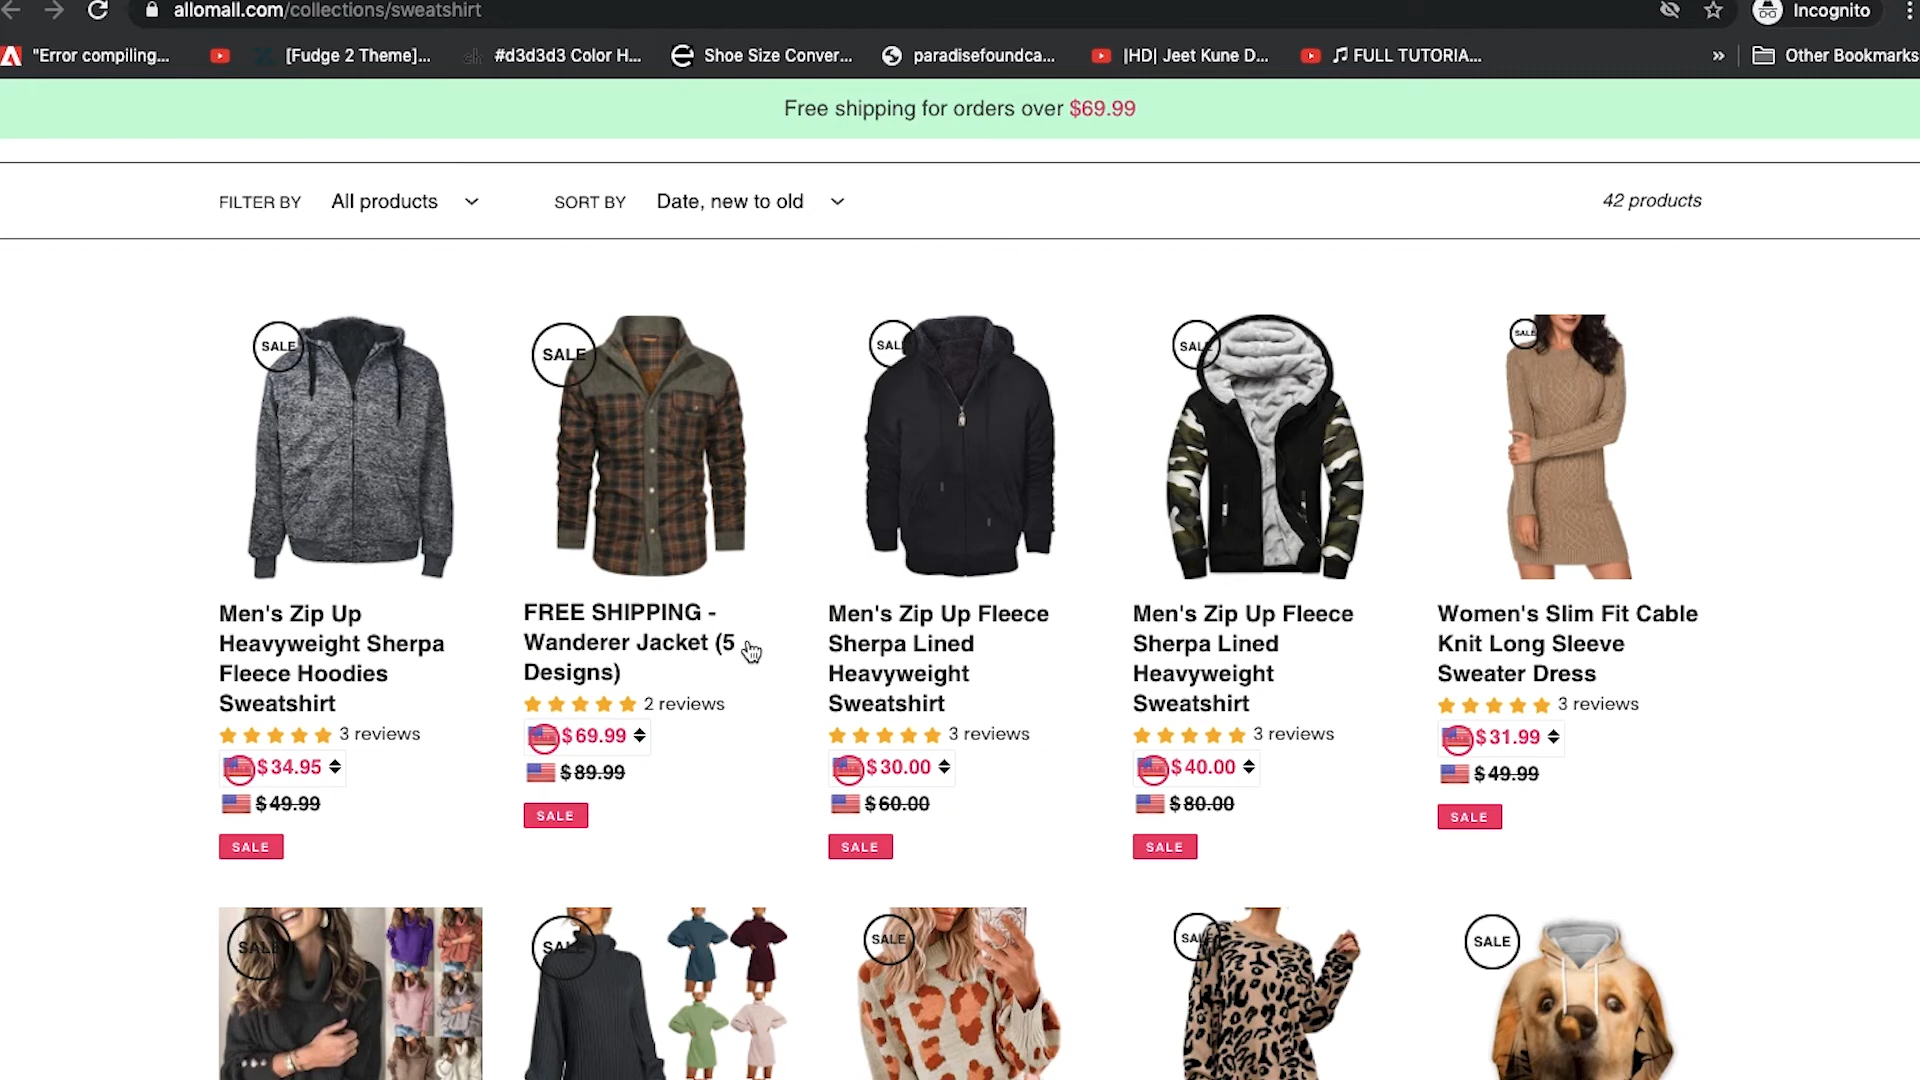 allomall.com/collections/sweatshirt
Incognito
"Error compiling...
[Fudge 2 Theme]...
#d3d3d3 Color H...
Shoe Size Conver...
paradisefoundca...
|HD| Jeet Kune D...
♫ FULL TUTORIA...
»
Other Bookmarks
Free shipping for orders over $69.99
FILTER BY All products
SORT BY Date, new to old
42 products
SALE
SALE
SAL
SAL
SALE
Men's Zip Up
Heavyweight Sherpa
Fleece Hoodies
Sweatshirt
3 reviews
$34.95
$49.99
SALE
FREE SHIPPING -
Wanderer Jacket (5
Designs)
2 reviews
$69.99
$89.99
SALE
Men's Zip Up Fleece
Sherpa Lined
Heavyweight
Sweatshirt
3 reviews
$30.00
$60.00
SALE
Men's Zip Up Fleece
Sherpa Lined
Heavyweight
Sweatshirt
3 reviews
$40.00
$80.00
SALE
Women's Slim Fit Cable
Knit Long Sleeve
Sweater Dress
3 reviews
$31.99
$49.99
SALE
SALE
SALE
SALE
SAL
SALE